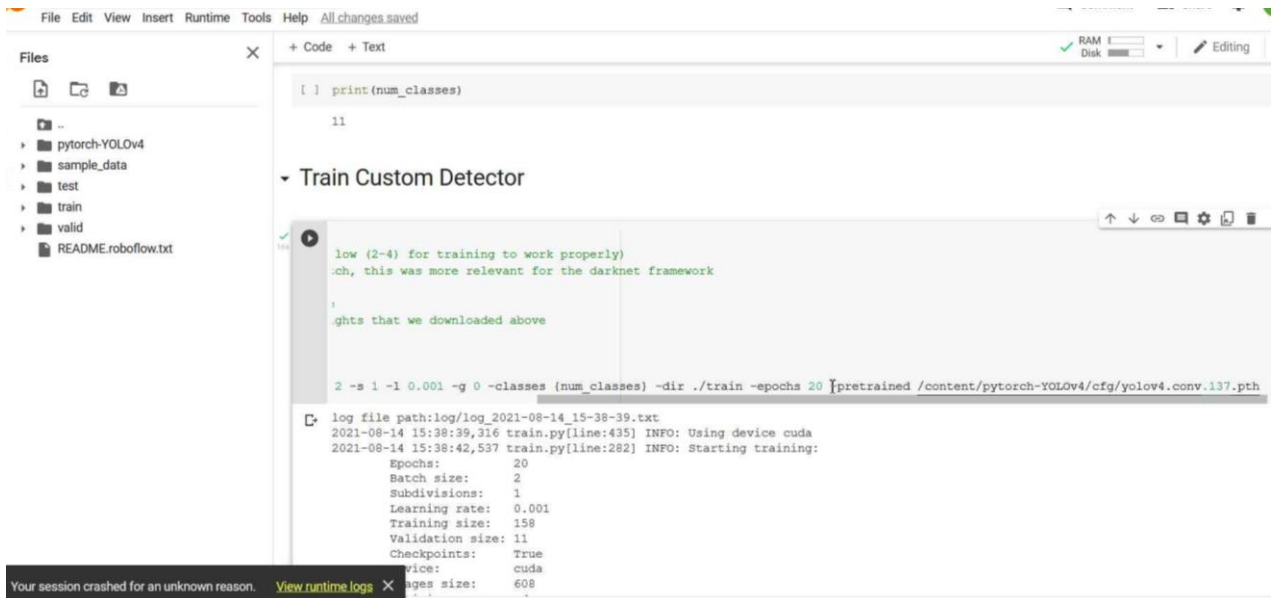 File Edit View Insert Runtime Tools Help All changes saved
Files
+ Code + Text
RAM
Disk
Editing
..
pytorch-YOLOv4
sample_data
test
train
valid
README.roboflow.txt
[ ] print(num_classes)
11
Train Custom Detector
low (2-4) for training to work properly)
ch, this was more relevant for the darknet framework
ghts that we downloaded above
2 -s 1 -l 0.001 -g 0 -classes {num_classes} -dir ./train -epochs 20 -pretrained /content/pytorch-YOLOv4/cfg/yolov4.conv.137.pth
log file path:log/log_2021-08-14_15-38-39.txt
2021-08-14 15:38:39,316 train.py[line:435] INFO: Using device cuda
2021-08-14 15:38:42,537 train.py[line:282] INFO: Starting training:
Epochs: 20
Batch size: 2
Subdivisions: 1
Learning rate: 0.001
Training size: 158
Validation size: 11
Checkpoints: True
vice: cuda
ages size: 608
Your session crashed for an unknown reason. View runtime logs